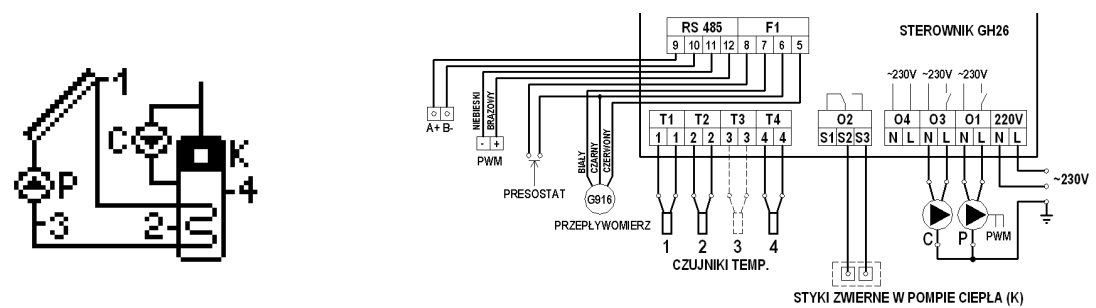 1
C
K
P
4
3
2
RS 485 F1
9 10 11 12 8 7 6 5
STEROWNIK GH26
~230V ~230V ~230V
A+ B-
NIEBIESKI
BRĄZOWY
- +
PWM
PRESOSTAT
BIAŁY
CZARNY
CZERWONY
G916
PRZEPŁYWOMIERZ
T1 T2 T3 T4
1 1 2 2 3 3 4 4
O2
S1 S2 S3
O4 O3 O1 220V
N L N L N L N L
~230V
C P PWM
1 2 3 4
CZUJNIKI TEMP.
STYKI ZWIERNE W POMPIE CIEPŁA (K)